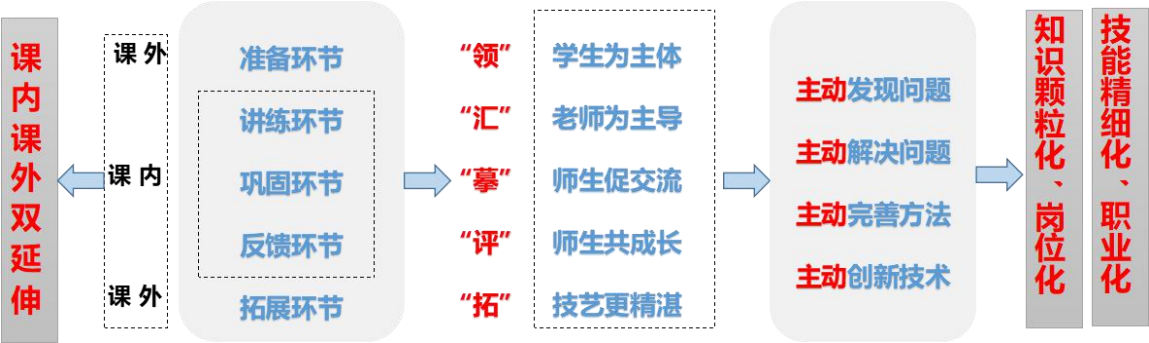 课内课外双延伸
课外
课内
课外
准备环节
讲练环节
巩固环节
反馈环节
拓展环节
“领”
“汇”
“摹”
“评”
“拓”
学生为主体
老师为主导
师生促交流
师生共成长
技艺更精湛
主动发现问题
主动解决问题
主动完善方法
主动创新技术
知识颗粒化、岗位化
技能精细化、职业化